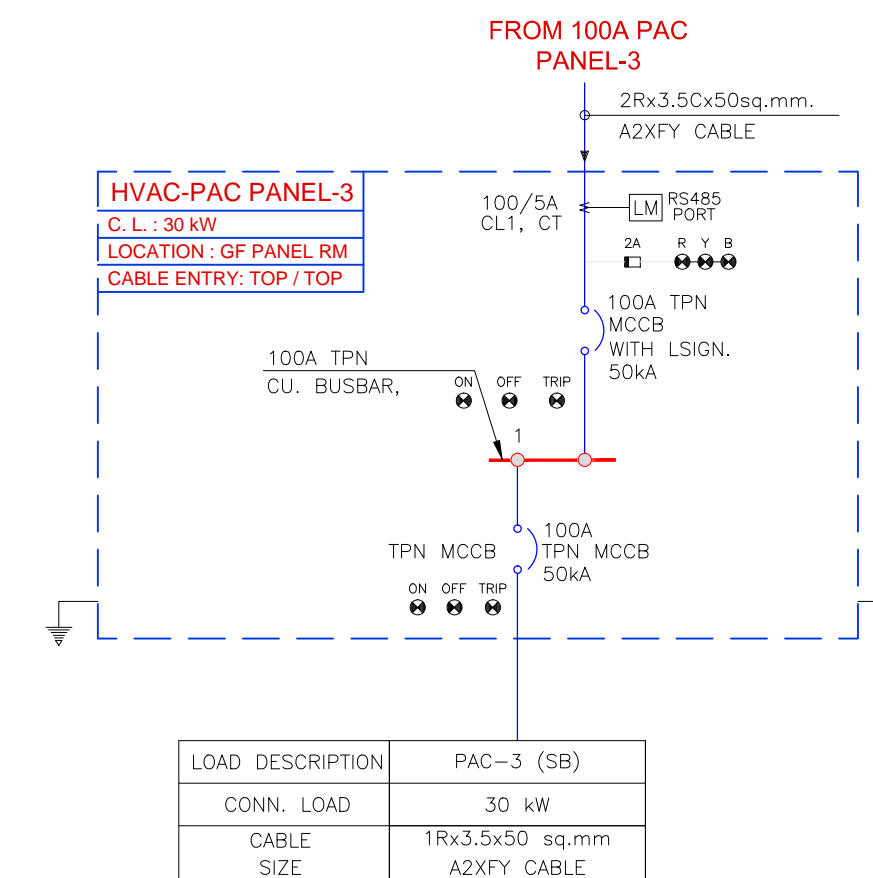 FROM 100A PAC
PANEL-3
2Rx3.5Cx50sq.mm.
A2XFY CABLE
HVAC-PAC PANEL-3
C. L. : 30 kW
LOCATION : GF PANEL RM
CABLE ENTRY: TOP / TOP
100/5A
CL1, CT
LM
RS485
PORT
2A
R Y B
100A TPN
MCCB
WITH LSIGN.
50kA
100A TPN
CU. BUSBAR,
ON OFF TRIP
1
TPN MCCB
100A
TPN MCCB
50kA
ON OFF TRIP
LOAD DESCRIPTION PAC-3 (SB)
CONN. LOAD 30 kW
CABLE
SIZE
1Rx3.5x50 sq.mm
A2XFY CABLE